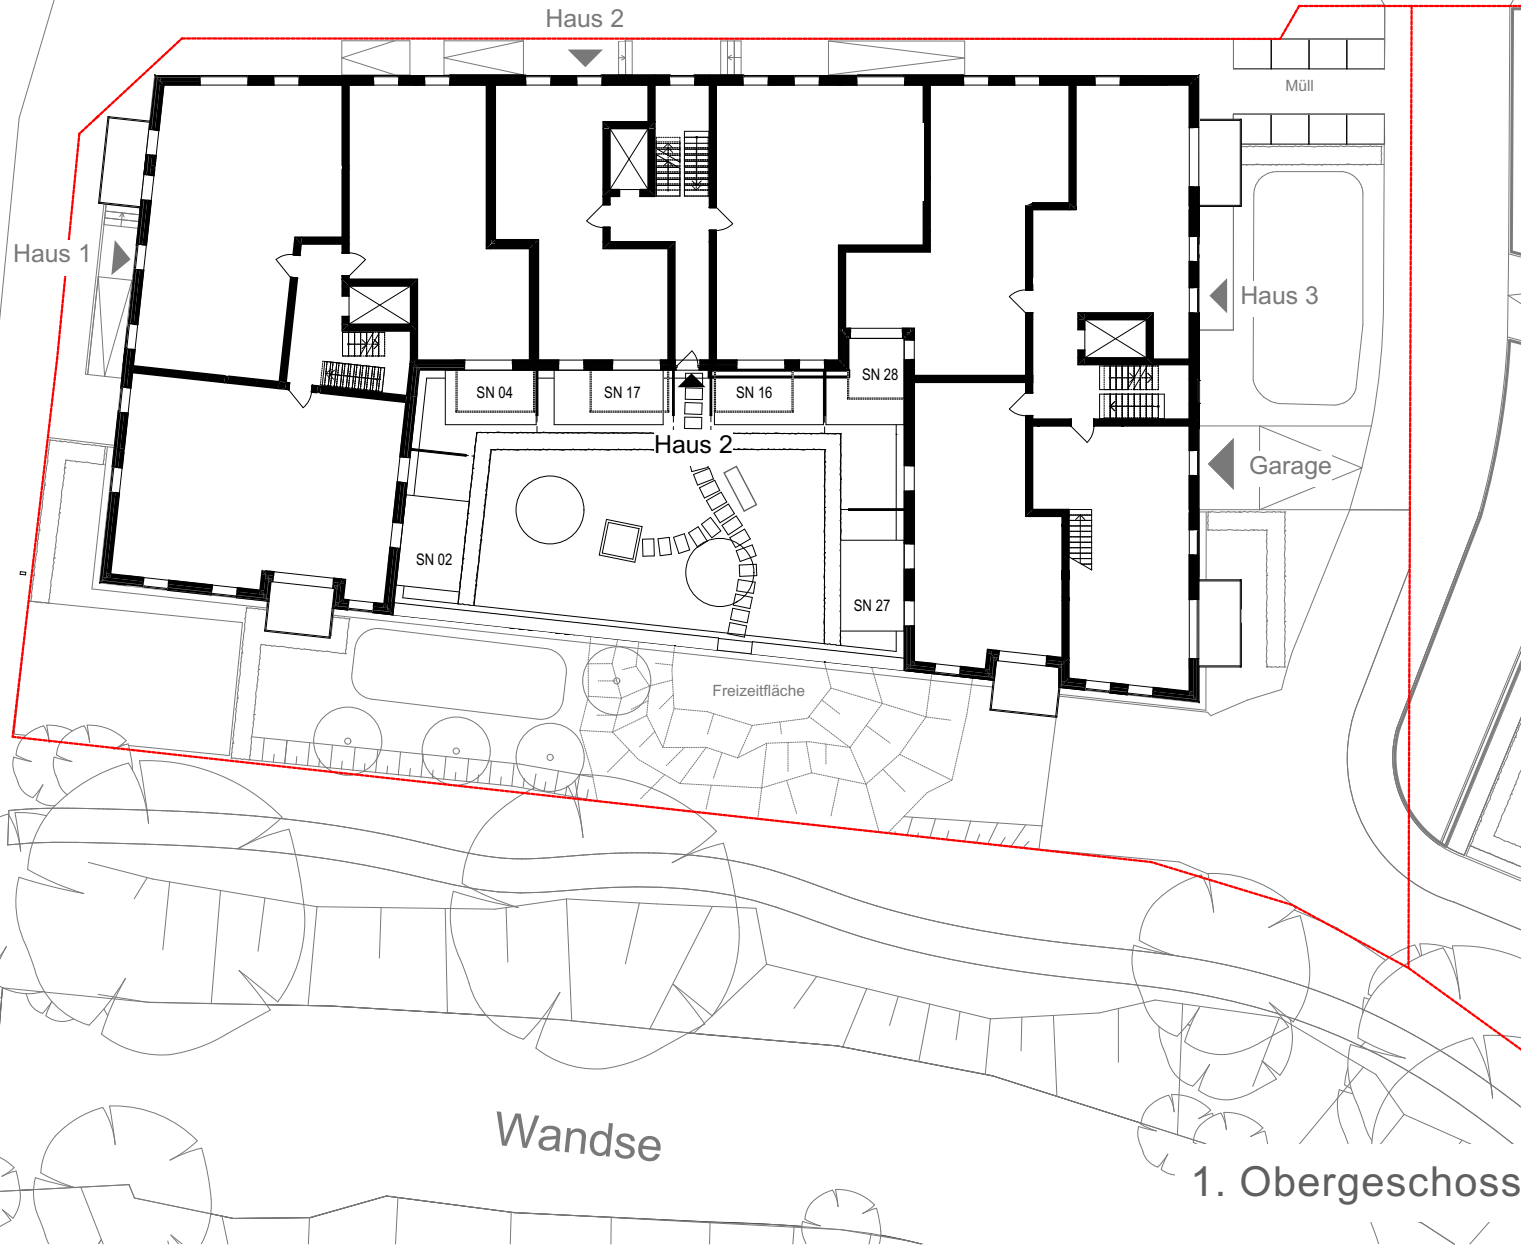 Haus 2
Müll
Haus 1
Haus 3
SN 04
SN 17
SN 16
SN 28
Haus 2
Garage
SN 02
SN 27
Freizeitfläche
Wandse
1. Obergeschoss